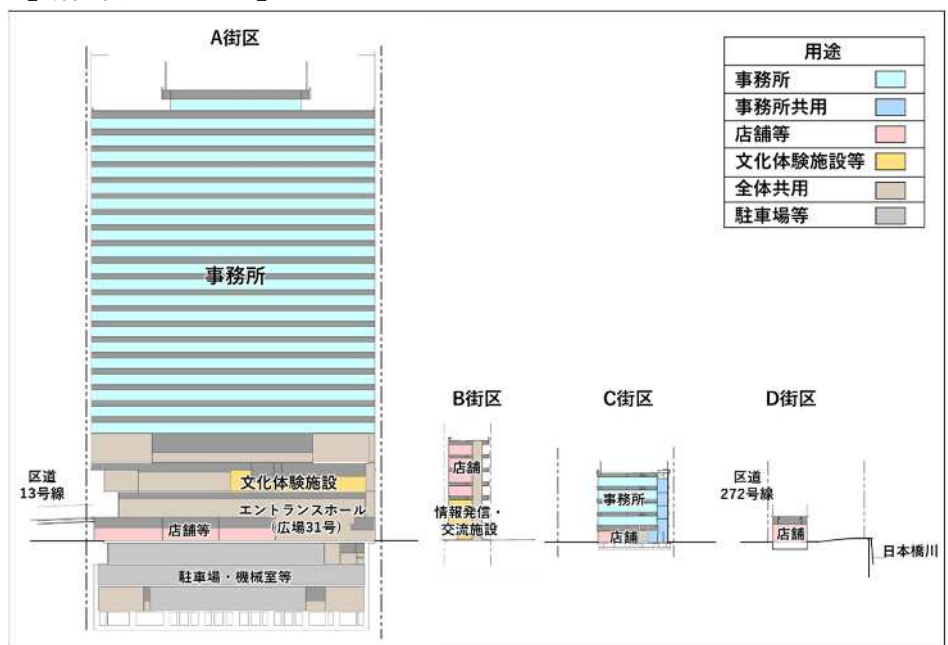 A街区
用途
事務所
事務所共用
店舗等
文化体験施設等
全体共用
駐車場等
事務所
区道
13号線
文化体験施設
エントランスホール
(広場31号)
店舗等
駐車場・機械室等
B街区
店舗
情報発信・
交流施設
C街区
事務所
店舗
D街区
区道
272号線
店舗
日本橋川